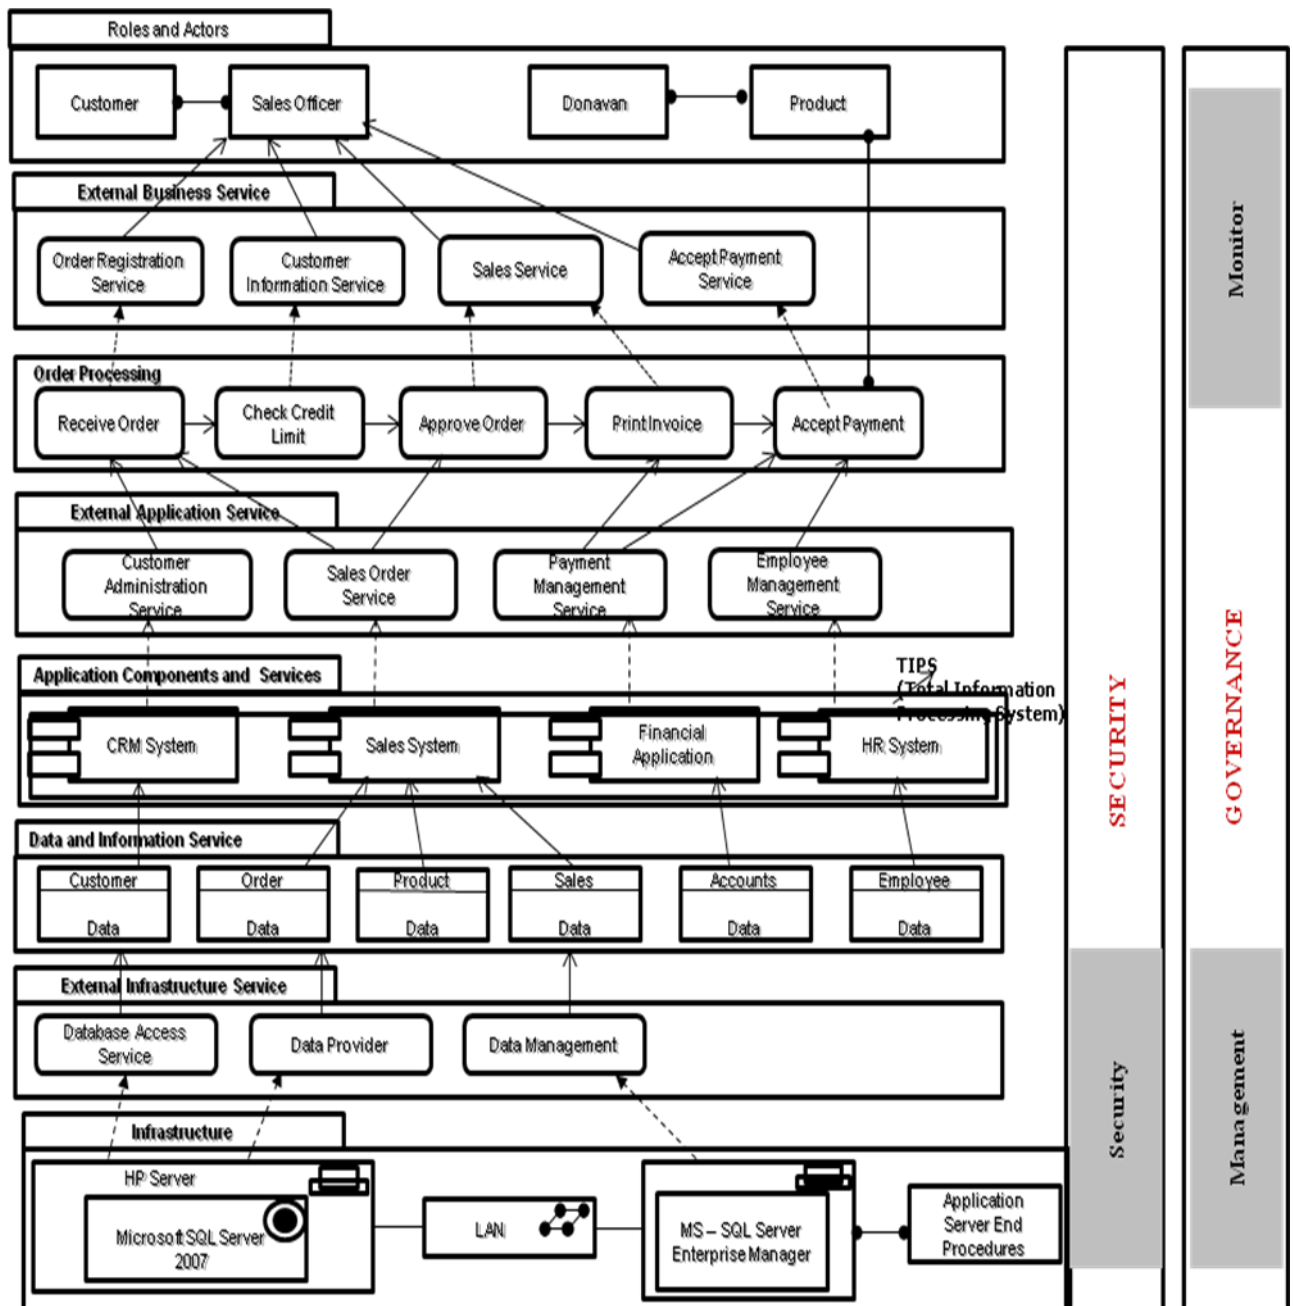 Roles and Actors
Customer
Sales Officer
Donavan
Product
External Business Service
Order Registration
Service
Customer
Information Service
Sales Service
Accept Payment
Service
Order Processing
Receive Order
Check Credit
Limit
Approve Order
Print Invoice
Accept Payment
External Application Service
Customer
Administration
Service
Sales Order
Service
Payment
Management
Service
Employee
Management
Service
Application Components and Services
TIPS
(Total Information
Processing System)
CRM System
Sales System
Financial
Application
HR System
Data and Information Service
Customer
Data
Order
Data
Product
Data
Sales
Data
Accounts
Data
Employee
Data
External Infrastructure Service
Database Access
Service
Data Provider
Data Management
Infrastructure
HP Server
Microsoft SQL Server
2007
LAN
MS – SQL Server
Enterprise Manager
Application
Server End
Procedures
SECURITY
Security
Monitor
GOVERNANCE
Management